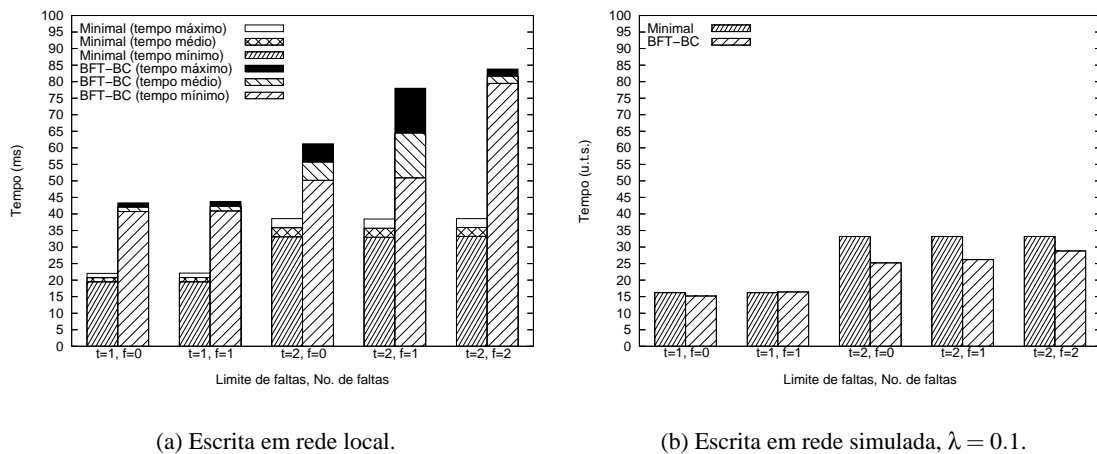 100
95
90
85
80
75
70
65
60
55
50
45
40
35
30
25
20
15
10
5
0
Tempo (ms)
Minimal (tempo máximo)
Minimal (tempo médio)
Minimal (tempo mínimo)
BFT−BC (tempo máximo)
BFT−BC (tempo médio)
BFT−BC (tempo mínimo)
t=1, f=0 t=1, f=1 t=2, f=0 t=2, f=1 t=2, f=2
Limite de faltas, No. de faltas
(a) Escrita em rede local.
100
95
90
85
80
75
70
65
60
55
50
45
40
35
30
25
20
15
10
5
0
Tempo (u.t.s.)
Minimal
BFT−BC
t=1, f=0 t=1, f=1 t=2, f=0 t=2, f=1 t=2, f=2
Limite de faltas, No. de faltas
(b) Escrita em rede simulada, λ = 0.1.